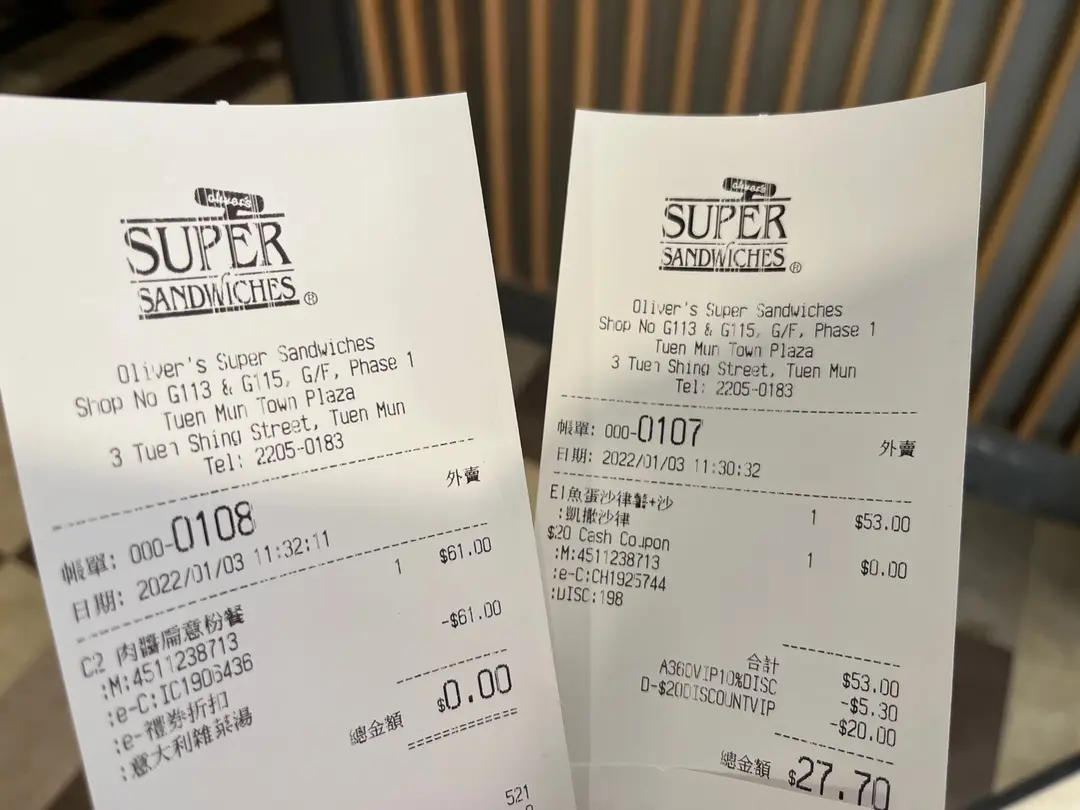 Oliver's
SUPER
SANDWICHES®
Oliver's Super Sandwiches
Shop No G113 & G115, G/F, Phase 1
Tuen Mun Town Plaza
3 Tuen Shing Street, Tuen Mun
Tel: 2205-0183
外賣
帳單: 000-0108
日期: 2022/01/03 11:32:11
C2 肉醬扁意粉餐 1 $61.00
:M:4511238713
:e-C:IC1906436
:e-禮券折扣 -$61.00
:意大利雜菜湯
總金額 $0.00
521
Oliver's
SUPER
SANDWICHES®
Oliver's Super Sandwiches
Shop No G113 & G115, G/F, Phase 1
Tuen Mun Town Plaza
3 Tuen Shing Street, Tuen Mun
Tel: 2205-0183
帳單: 000-0107 外賣
日期: 2022/01/03 11:30:32
E1魚蛋沙律餐+沙 1 $53.00
:凱撒沙律
$20 Cash Coupon 1 $0.00
:M:4511238713
:e-C:CH1925744
:DISC:198
合計 $53.00
A360VIP10%DISC -$5.30
D-$20DISCOUNTVIP -$20.00
總金額 $27.70